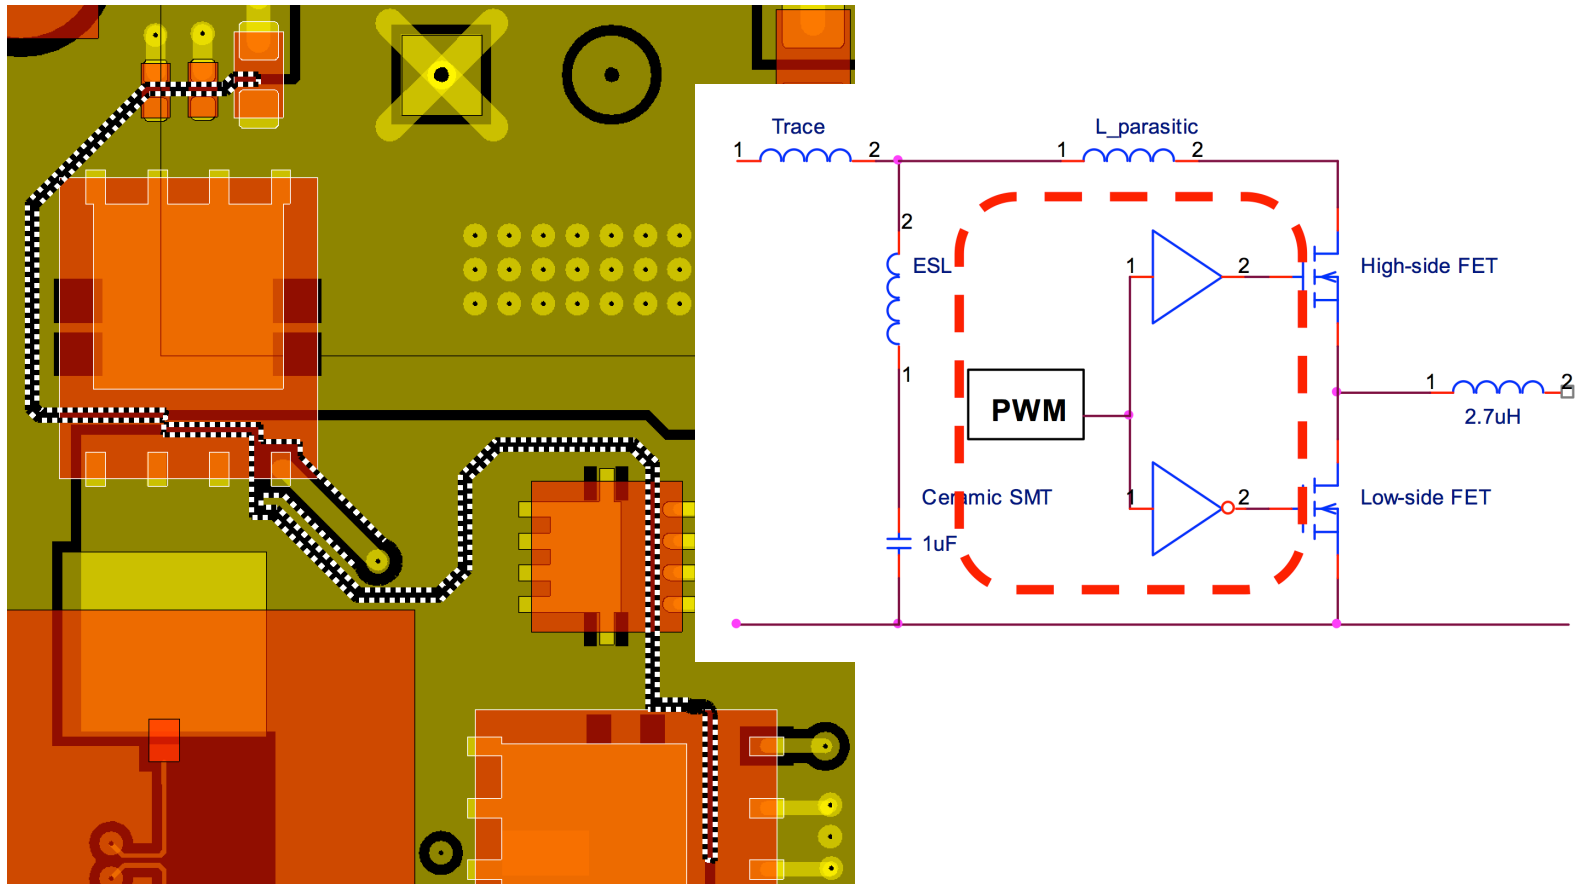 Trace
L_parasitic
1
2
1
2
2
ESL
1
2
High-side FET
1
PWM
1
2
2.7uH
Ceramic SMT
1
2
Low-side FET
1uF